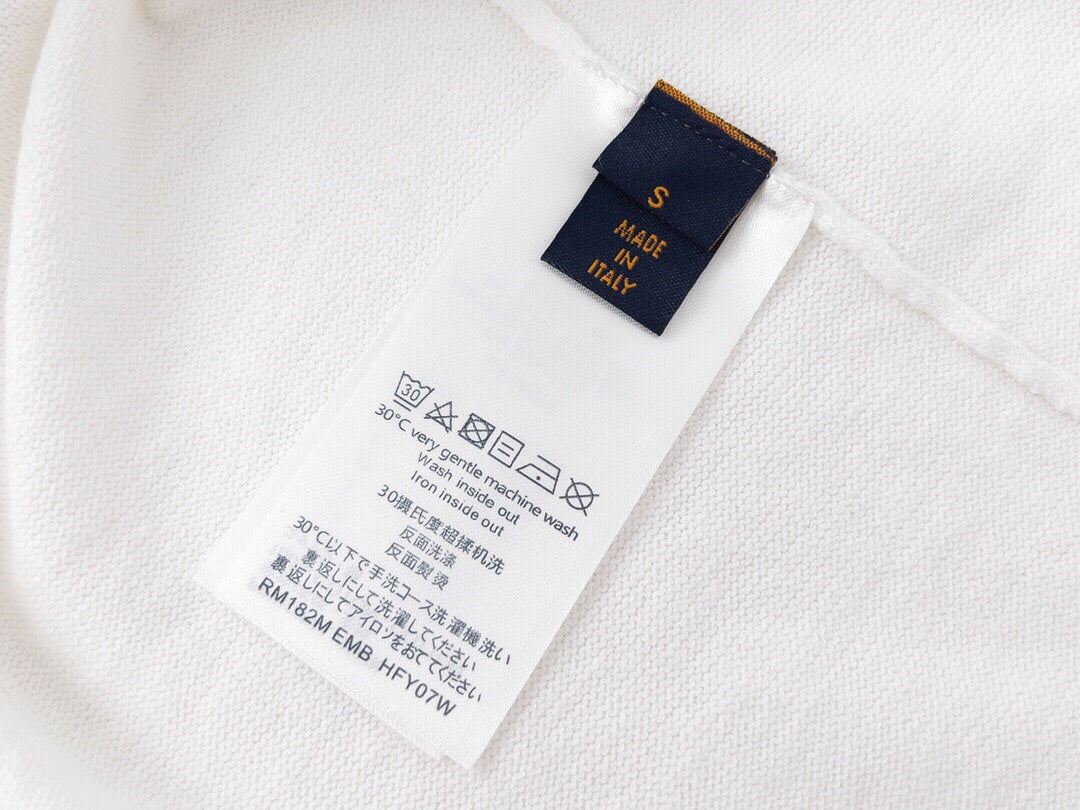 S
MADE
IN
ITALY
30
30°C very gentle machine wash
Wash inside out
Iron inside out
30摄氏度超揉机洗
反面洗涤
反面熨烫
30°C以下で手洗コース洗濯機洗い
裏返しにして洗濯してください
裏返しにしてアイロンをおててください
RM182M EMB HFY07W